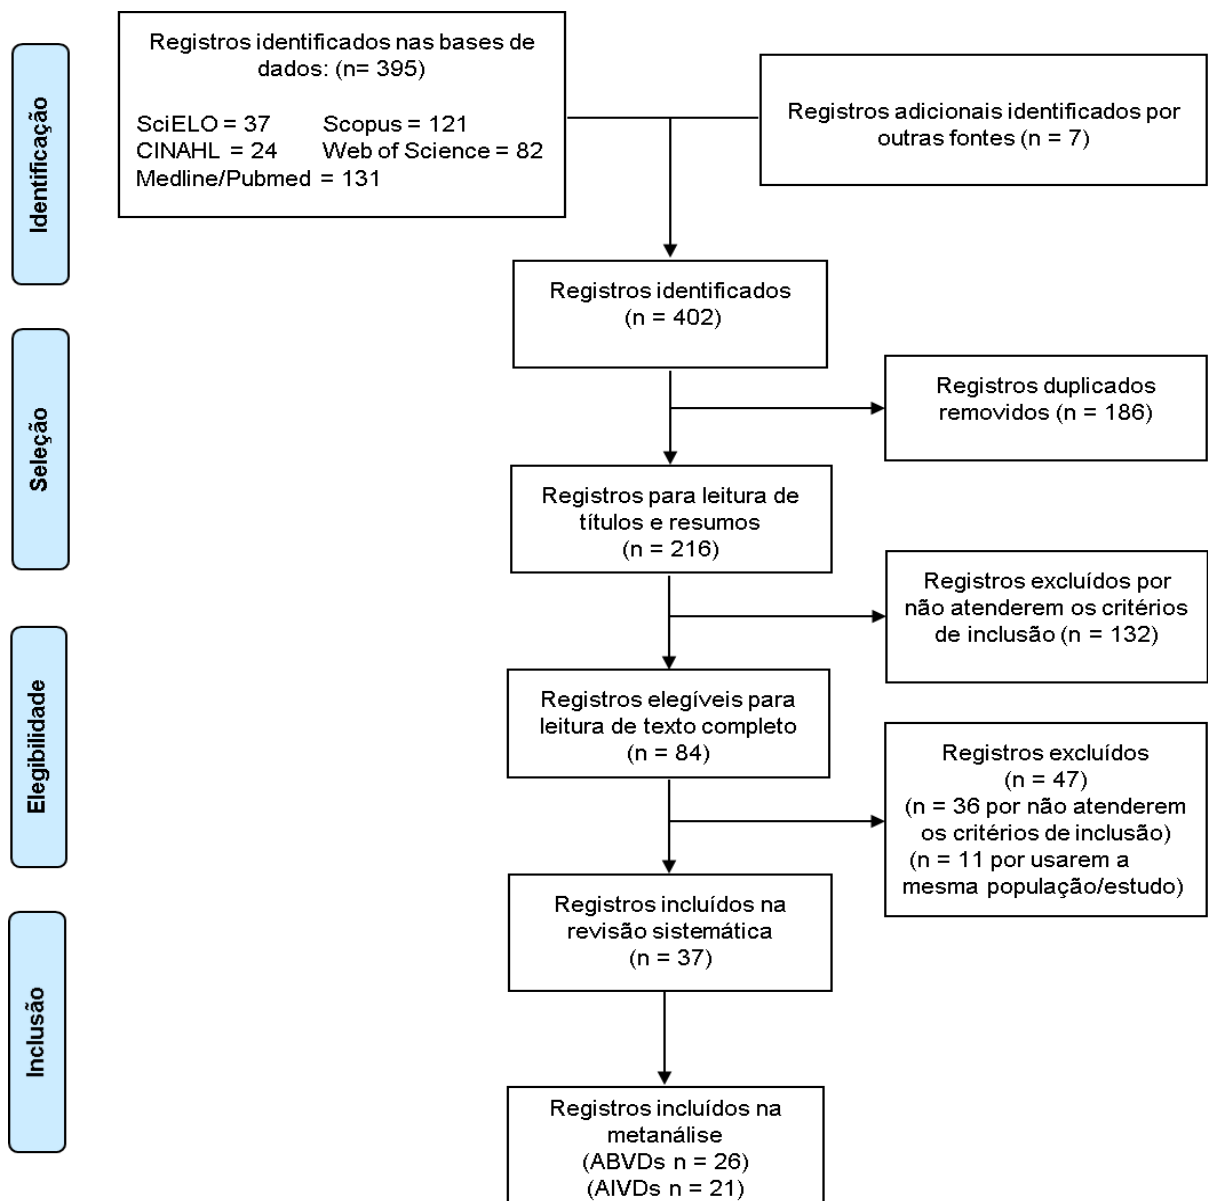 Identificação
Registros identificados nas bases de
dados: (n= 395)
SciELO = 37 Scopus = 121
CINAHL = 24 Web of Science = 82
Medline/Pubmed = 131
Registros adicionais identificados por
outras fontes (n = 7)
Registros identificados
(n = 402)
Seleção
Registros duplicados
removidos (n = 186)
Registros para leitura de
títulos e resumos
(n = 216)
Registros excluídos por
não atenderem os critérios
de inclusão (n = 132)
Elegibilidade
Registros elegíveis para
leitura de texto completo
(n = 84)
Registros excluídos
(n = 47)
(n = 36 por não atenderem
os critérios de inclusão)
(n = 11 por usarem a
mesma população/estudo)
Inclusão
Registros incluídos na
revisão sistemática
(n = 37)
Registros incluídos na
metanálise
(ABVDs n = 26)
(AIVDs n = 21)